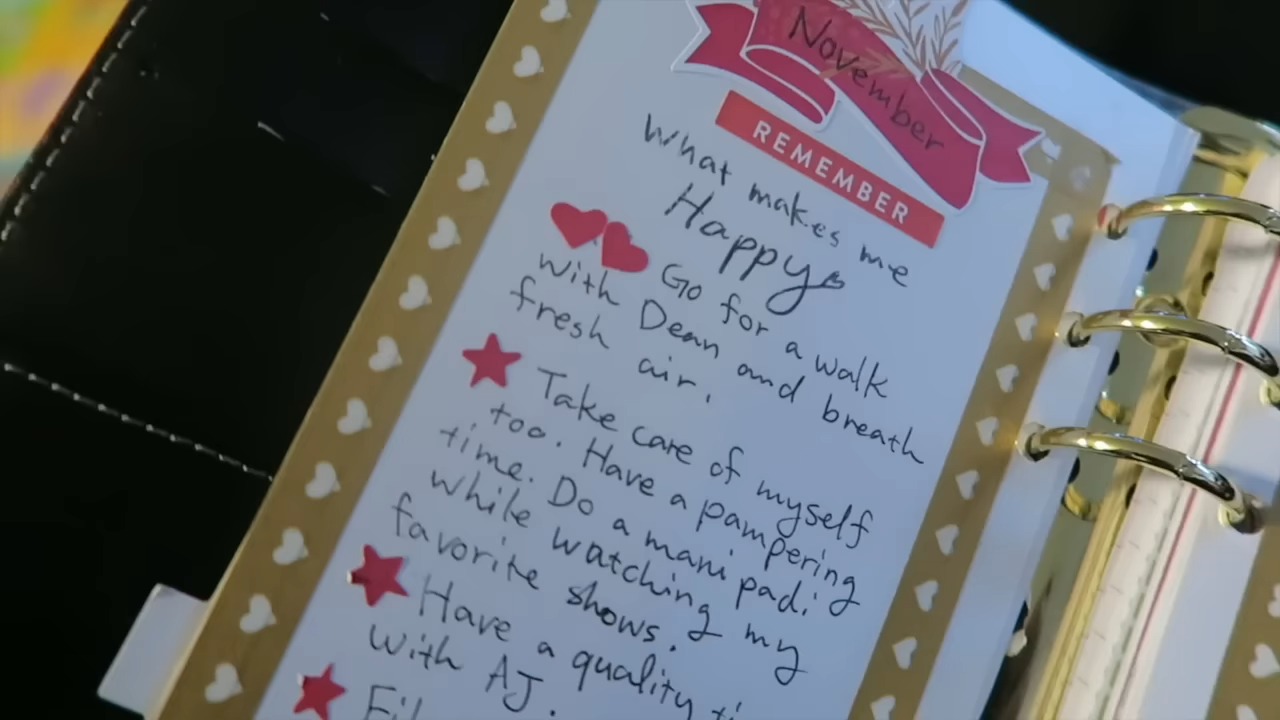 November
REMEMBER
What makes me
Happy
Go for a walk
with Dean and breath
fresh air.
Take care of myself
too. Have a pampering
time. Do a mani padi
while watching my
favorite shows.
Have a quality
with AJ.